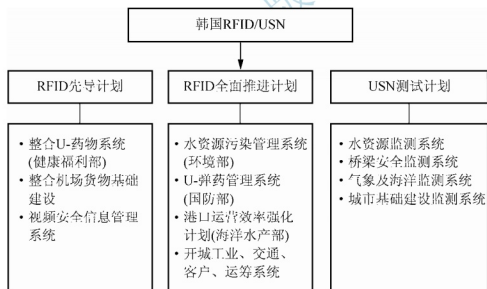 韩国RFID/USN
RFID先导计划
RFID全面推进计划
USN测试计划
• 整合U-药物系统
(健康福利部)
• 整合机场货物基础
建设
• 视频安全信息管理
系统
• 水资源污染管理系统
(环境部)
• U-弹药管理系统
(国防部)
• 港口运营效率强化
计划(海洋水产部)
• 开城工业、交通、
客户、运筹系统
• 水资源监测系统
• 桥梁安全监测系统
• 气象及海洋监测系统
• 城市基础建设监测系统